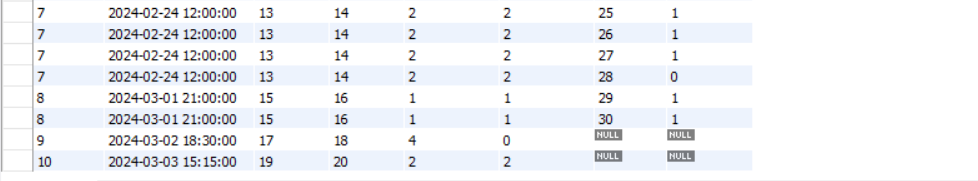 7 2024-02-24 12:00:00 13 14 2 2 25 1
7 2024-02-24 12:00:00 13 14 2 2 26 1
7 2024-02-24 12:00:00 13 14 2 2 27 1
7 2024-02-24 12:00:00 13 14 2 2 28 0
8 2024-03-01 21:00:00 15 16 1 1 29 1
8 2024-03-01 21:00:00 15 16 1 1 30 1
9 2024-03-02 18:30:00 17 18 4 0 NULL NULL
10 2024-03-03 15:15:00 19 20 2 2 NULL NULL